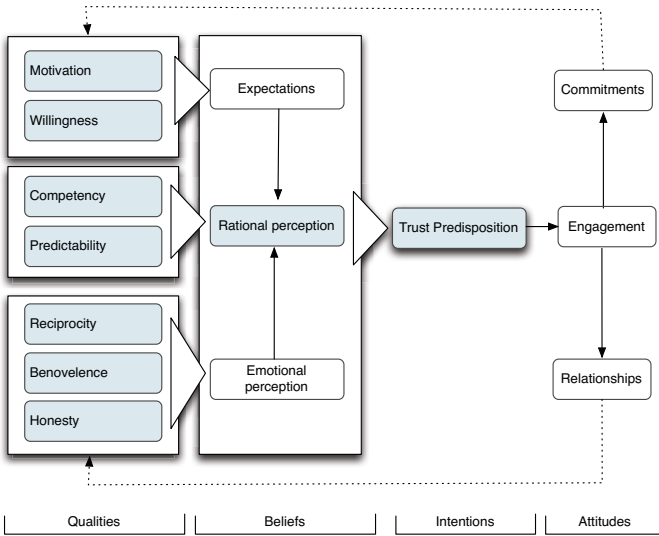 Motivation
Willingness
Competency
Predictability
Reciprocity
Benovelence
Honesty
Expectations
Rational perception
Emotional
perception
Trust Predisposition
Commitments
Engagement
Relationships
Qualities
Beliefs
Intentions
Attitudes